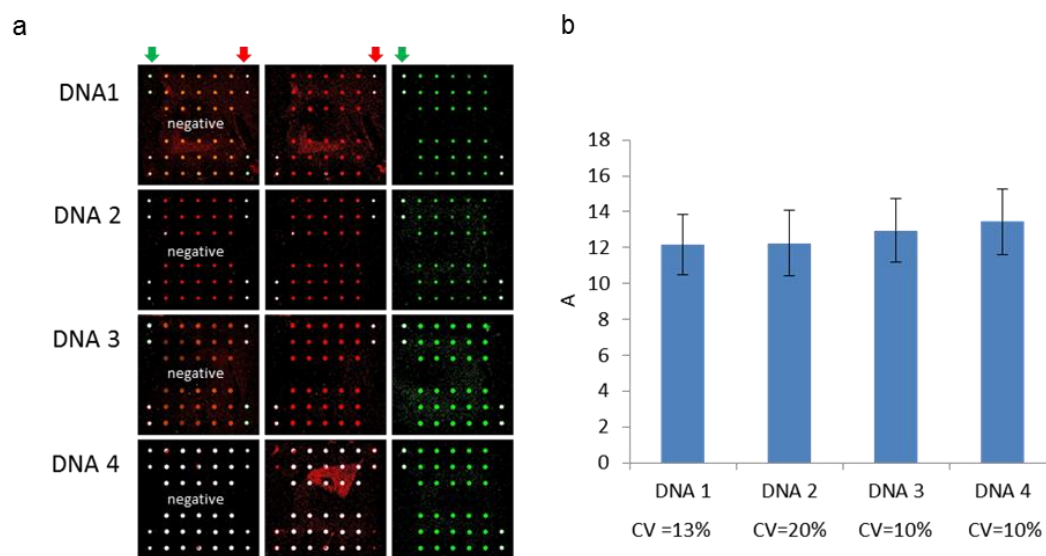 a
DNA1
negative
DNA 2
negative
DNA 3
negative
DNA 4
negative
b
18
16
14
12
10
8
6
4
2
0
A
DNA 1 DNA 2 DNA 3 DNA 4
CV =13% CV=20% CV=10% CV=10%